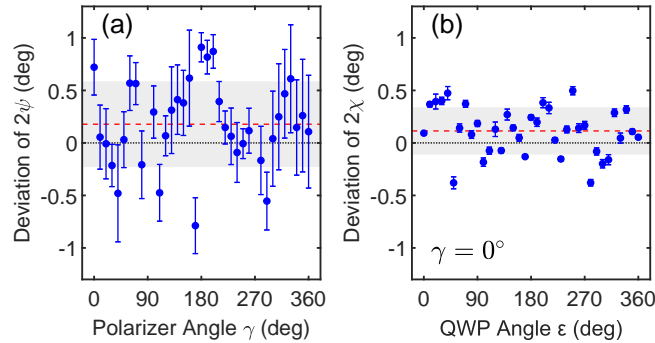 (a)
Deviation of 2ψ (deg)
1
0.5
0
-0.5
-1
0 90 180 270 360
Polarizer Angle γ (deg)
(b)
Deviation of 2χ (deg)
1
0.5
0
-0.5
-1
γ = 0°
0 90 180 270 360
QWP Angle ε (deg)